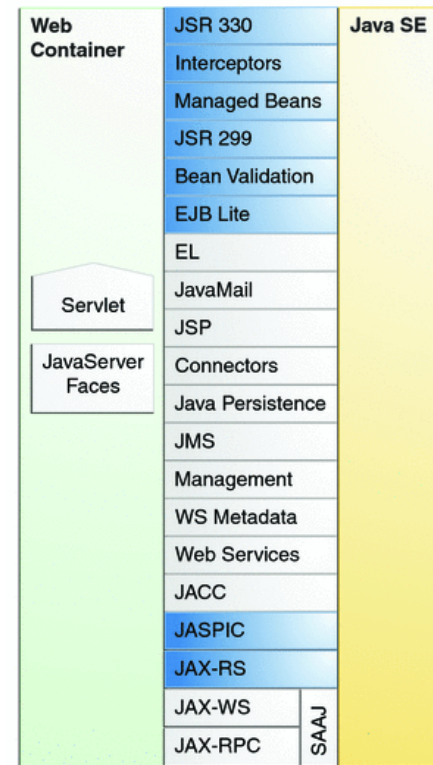 Web
Container
Servlet
JavaServer
Faces
JSR 330
Interceptors
Managed Beans
JSR 299
Bean Validation
EJB Lite
EL
JavaMail
JSP
Connectors
Java Persistence
JMS
Management
WS Metadata
Web Services
JACC
JASPIC
JAX-RS
JAX-WS
JAX-RPC
SAAJ
Java SE